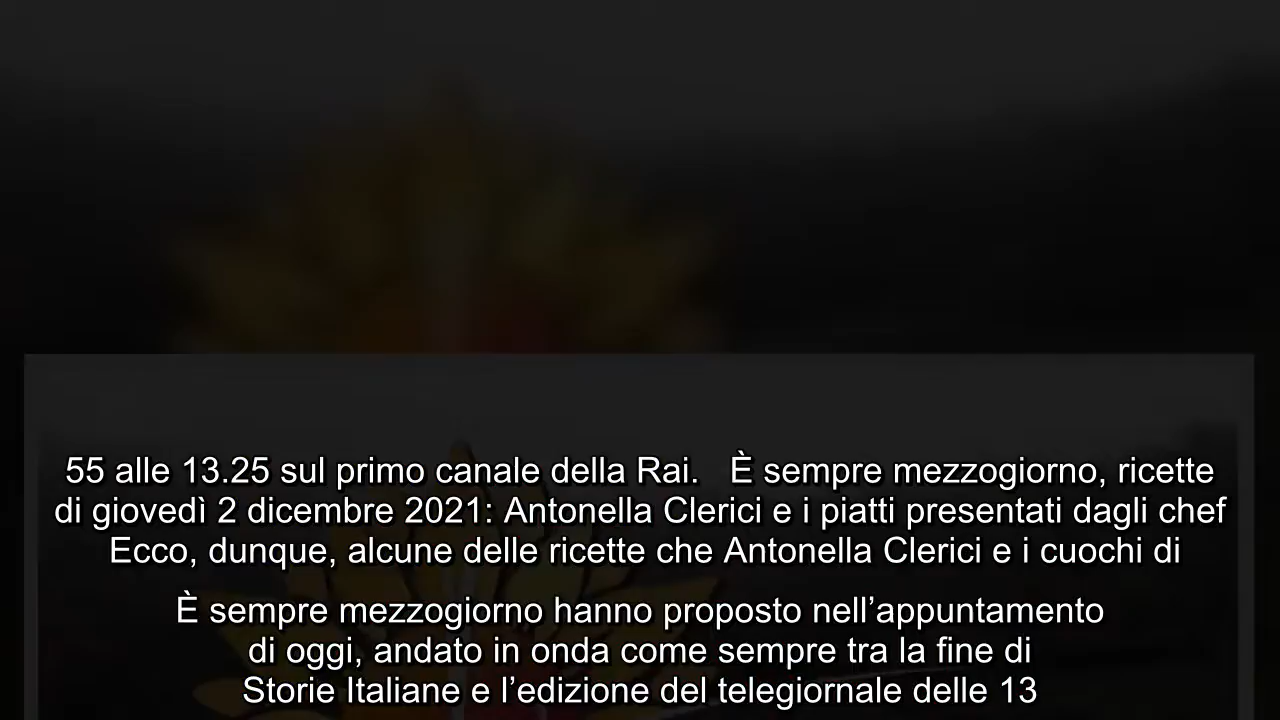 55 alle 13.25 sul primo canale della Rai.   È sempre mezzogiorno, ricette
di giovedì 2 dicembre 2021: Antonella Clerici e i piatti presentati dagli chef
Ecco, dunque, alcune delle ricette che Antonella Clerici e i cuochi di
È sempre mezzogiorno hanno proposto nell’appuntamento
di oggi, andato in onda come sempre tra la fine di
Storie Italiane e l’edizione del telegiornale delle 13